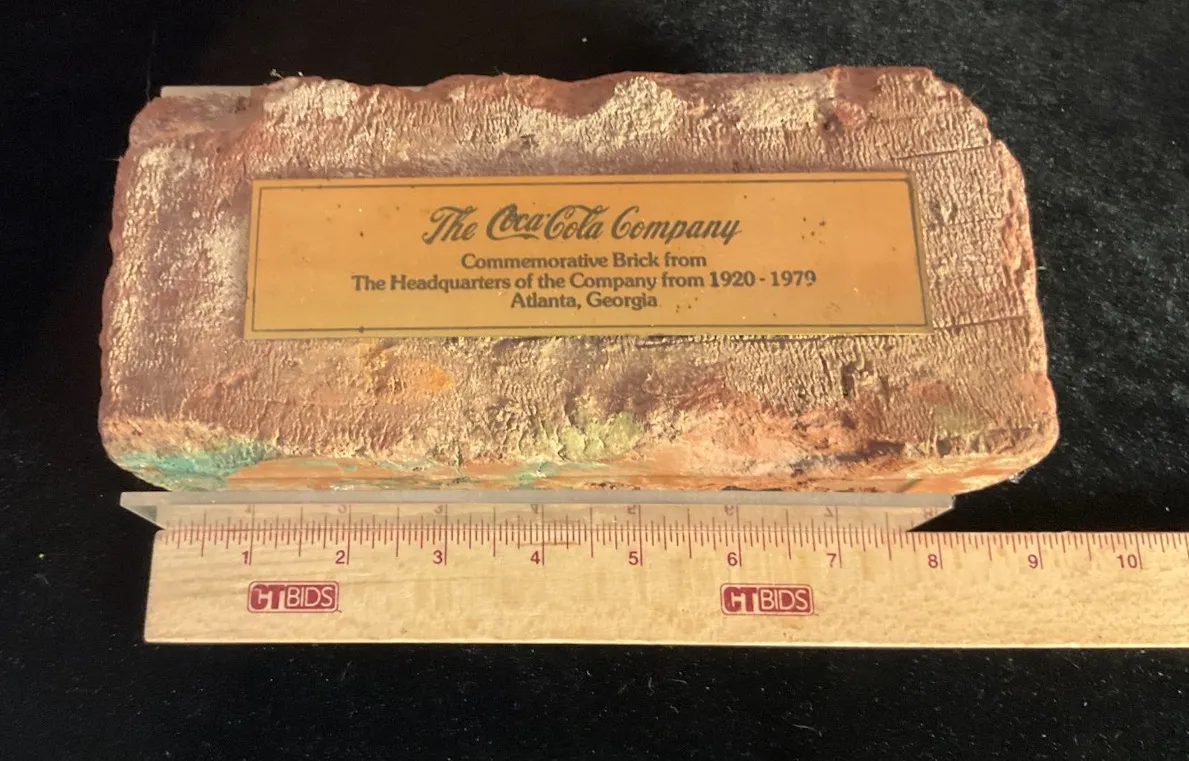 The Coca-Cola Company
Commemorative Brick from
The Headquarters of the Company from 1920 - 1979
Atlanta, Georgia
1 2 3 4 5 6 7 8 9 10
CTBIDS CTBIDS